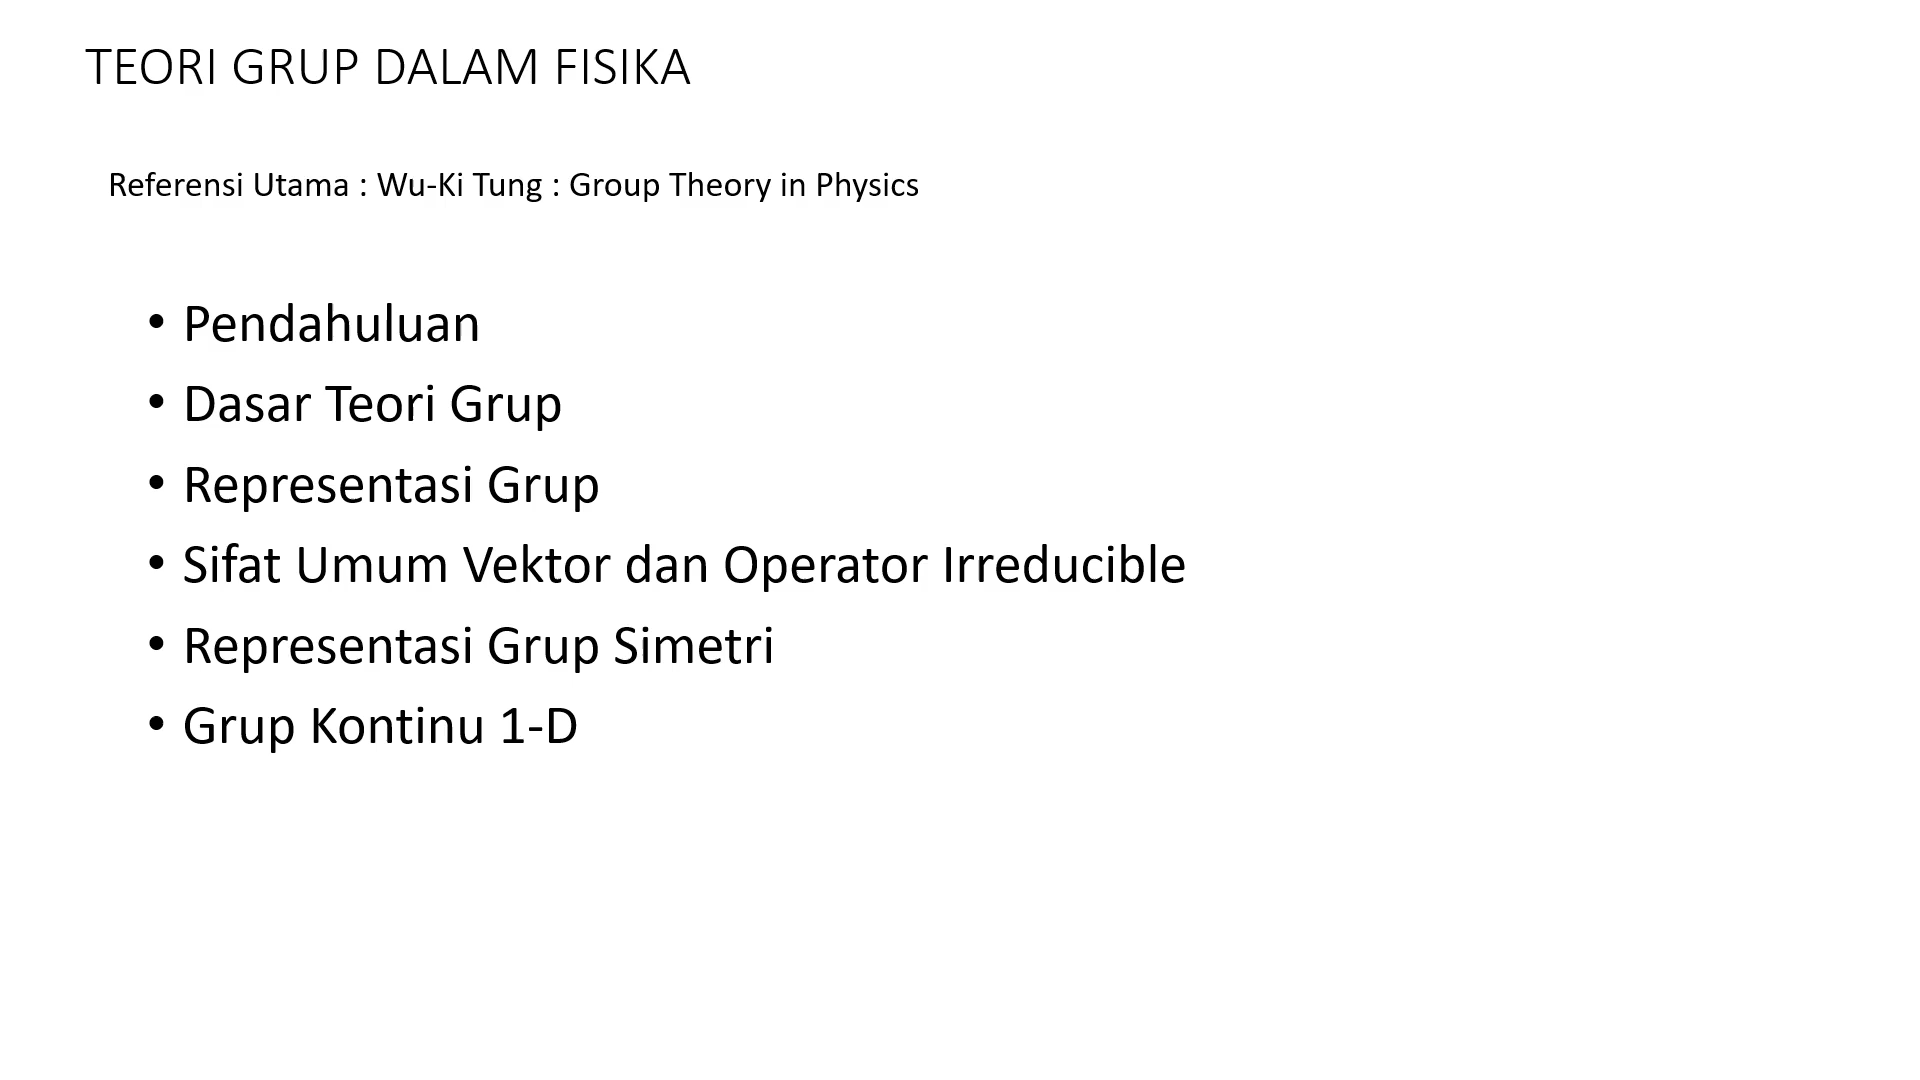 TEORI GRUP DALAM FISIKA
Referensi Utama : Wu-Ki Tung : Group Theory in Physics
• Pendahuluan
• Dasar Teori Grup
• Representasi Grup
• Sifat Umum Vektor dan Operator Irreducible
• Representasi Grup Simetri
• Grup Kontinu 1-D